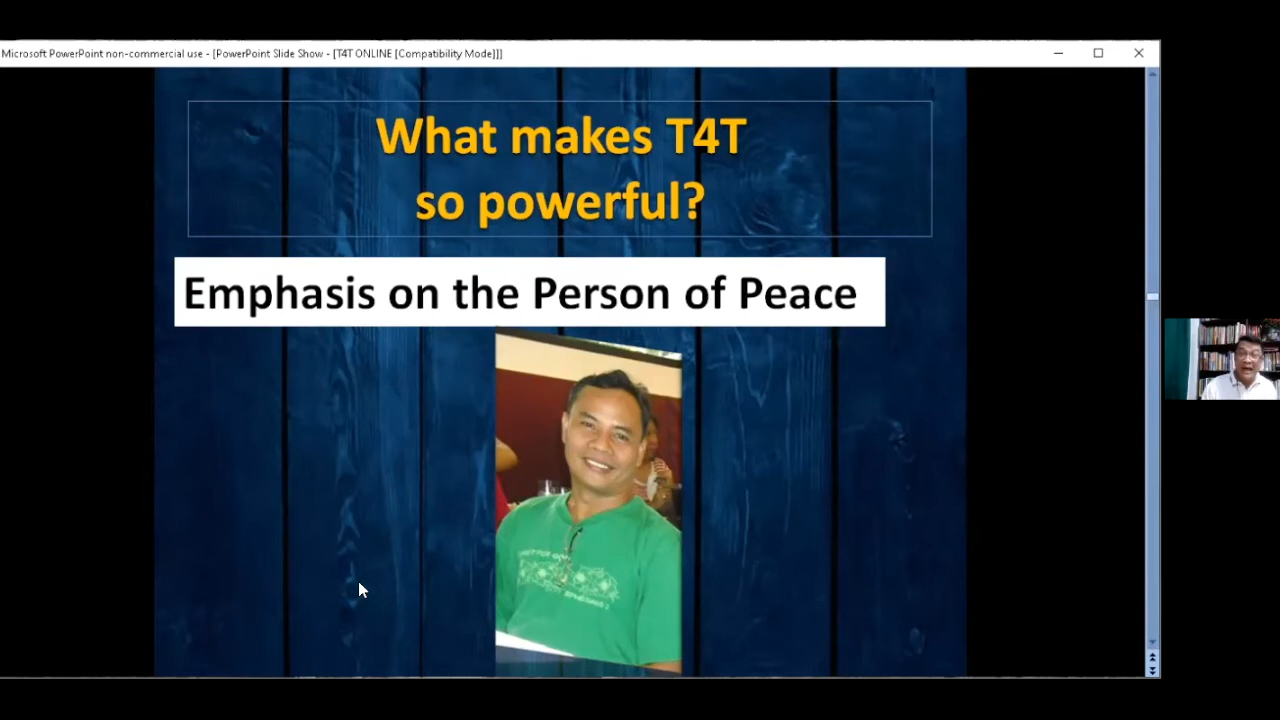 Microsoft PowerPoint non-commercial use - [PowerPoint Slide Show - [T4T ONLINE [Compatibility Mode]]]
What makes T4T
so powerful?
Emphasis on the Person of Peace